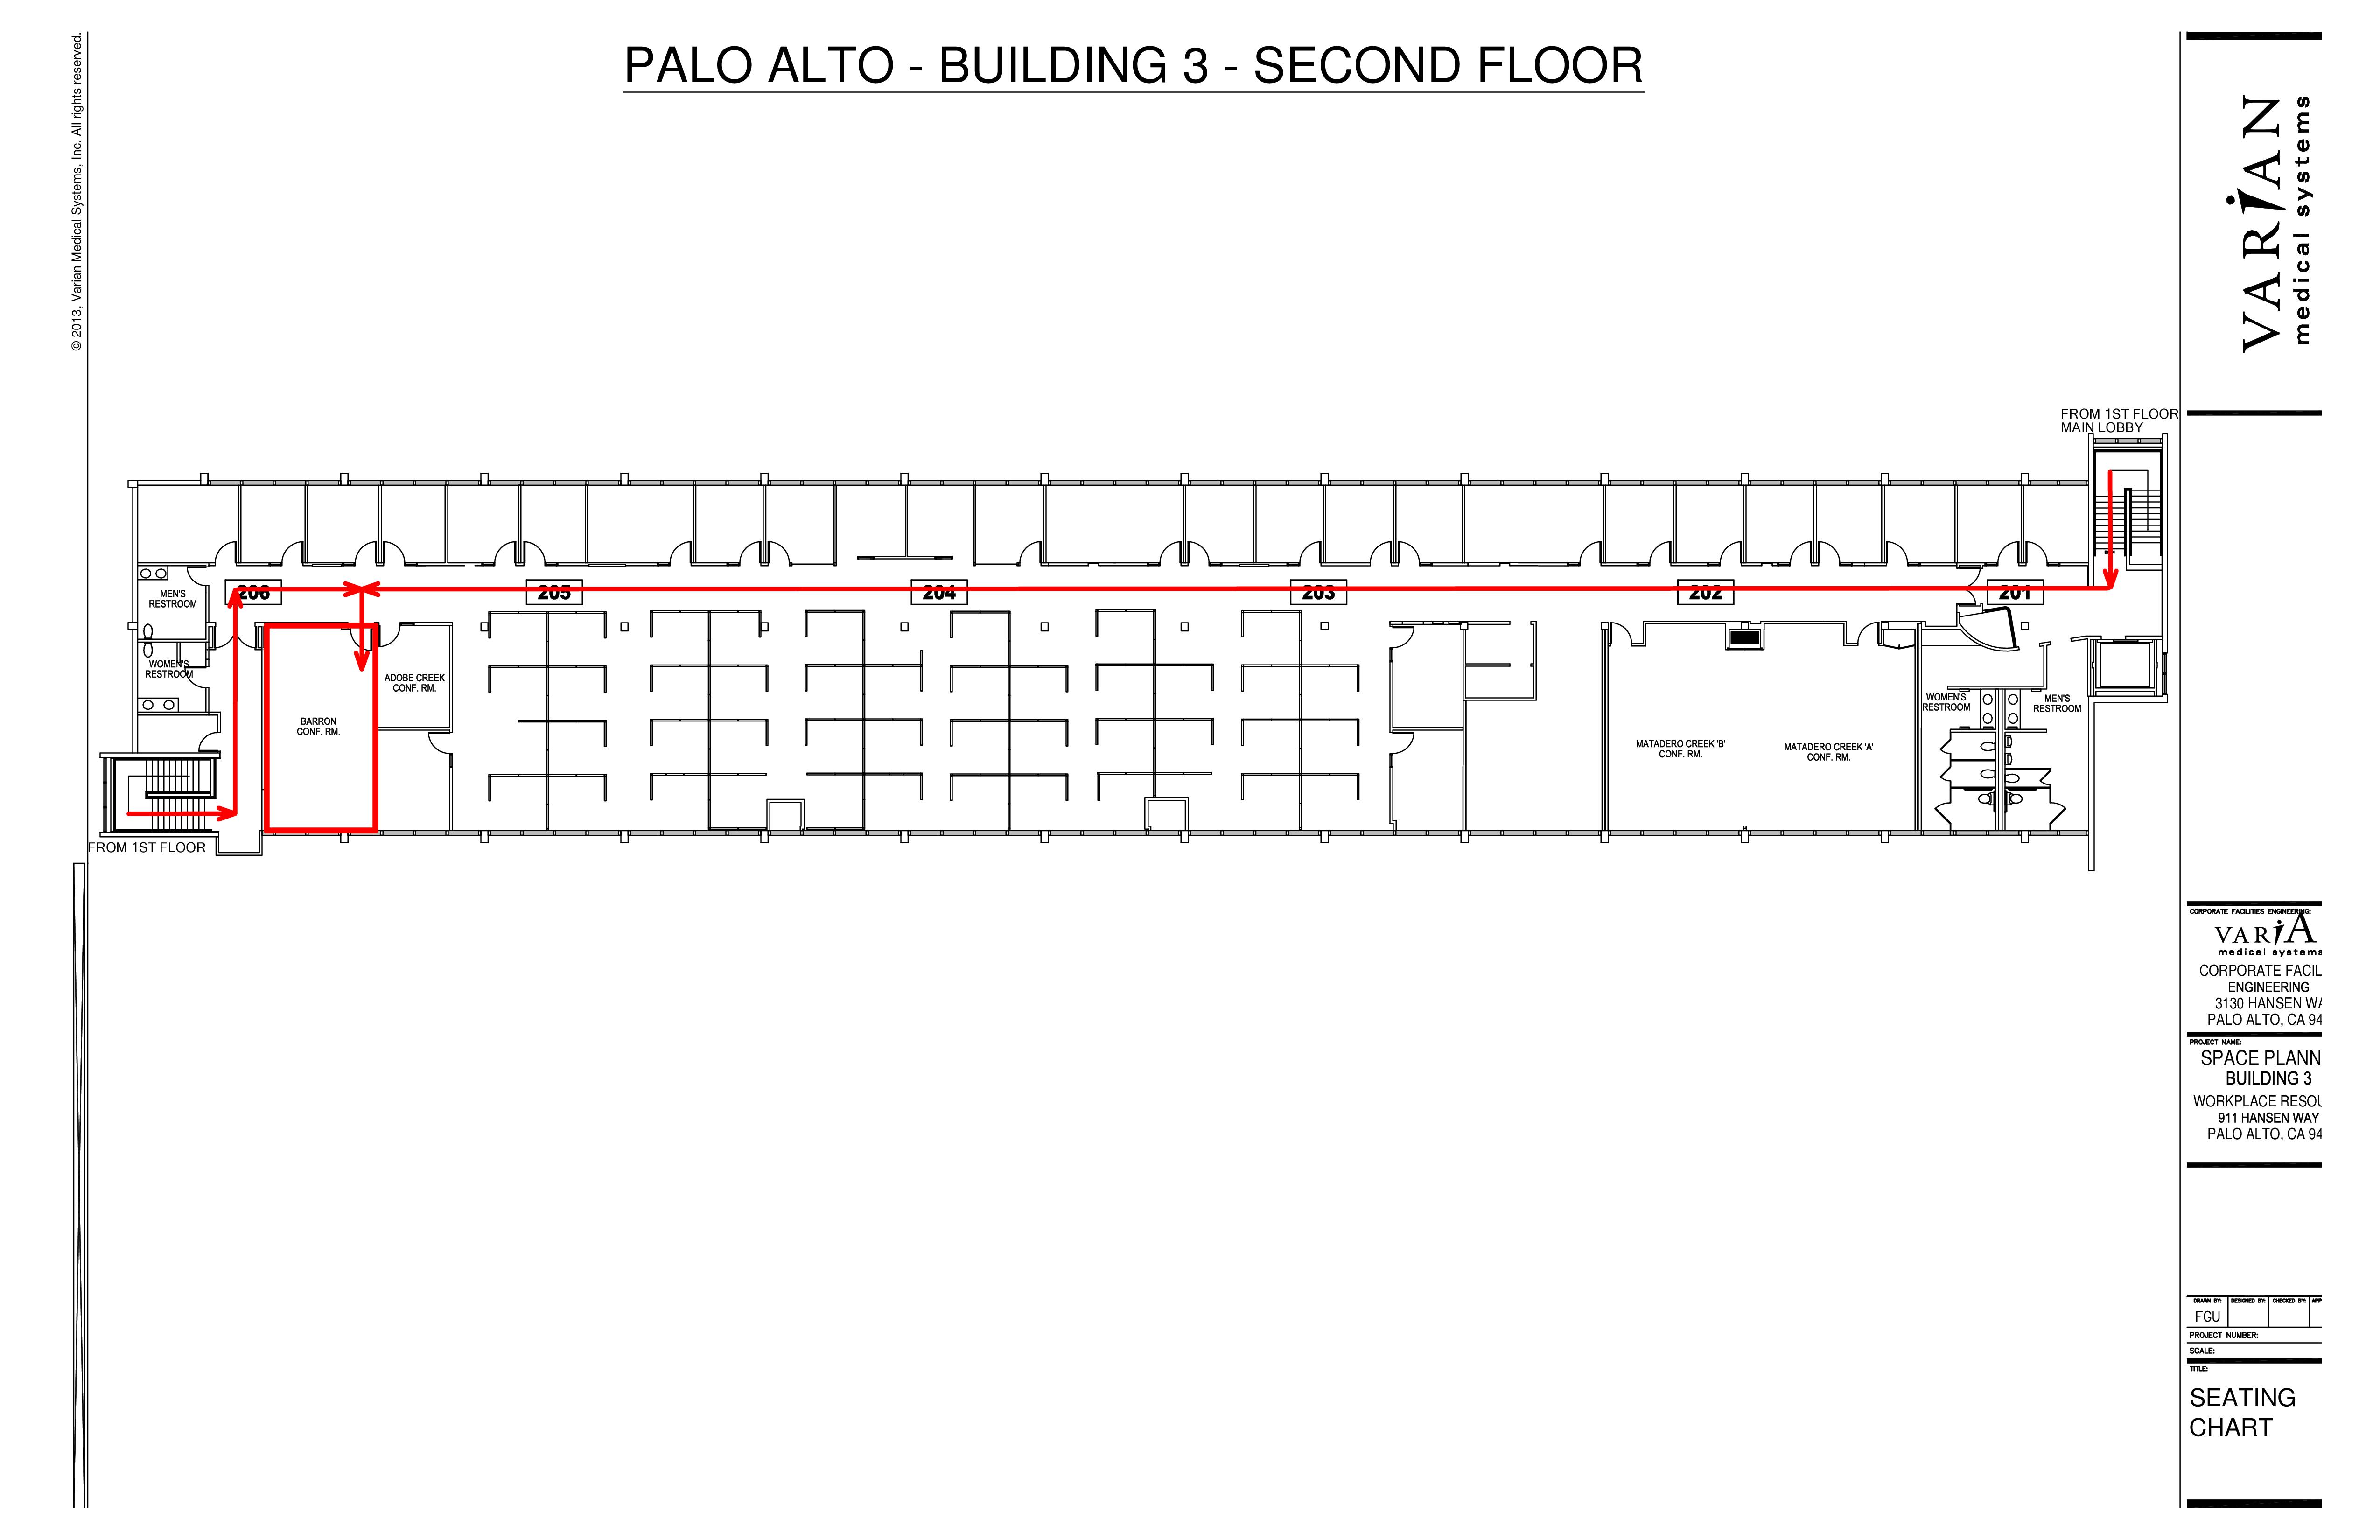 PALO ALTO - BUILDING 3 - SECOND FLOOR
© 2013, Varian Medical Systems, Inc. All rights reserved.
VARiAN
medical systems
FROM 1ST FLOOR
MAIN LOBBY
206
205
204
203
202
201
MEN'S
RESTROOM
WOMEN'S
RESTROOM
BARRON
CONF. RM.
ADOBE CREEK
CONF. RM.
MATADERO CREEK 'B'
CONF. RM.
MATADERO CREEK 'A'
CONF. RM.
WOMEN'S
RESTROOM
MEN'S
RESTROOM
FROM 1ST FLOOR
CORPORATE FACILITIES ENGINEERING:
VARiA
medical systems
CORPORATE FACIL
ENGINEERING
3130 HANSEN WA
PALO ALTO, CA 94
PROJECT NAME:
SPACE PLANN
BUILDING 3
WORKPLACE RESOU
911 HANSEN WAY
PALO ALTO, CA 94
DRAWN BY: DESIGNED BY: CHECKED BY: APP
FGU
PROJECT NUMBER:
SCALE:
TITLE:
SEATING
CHART